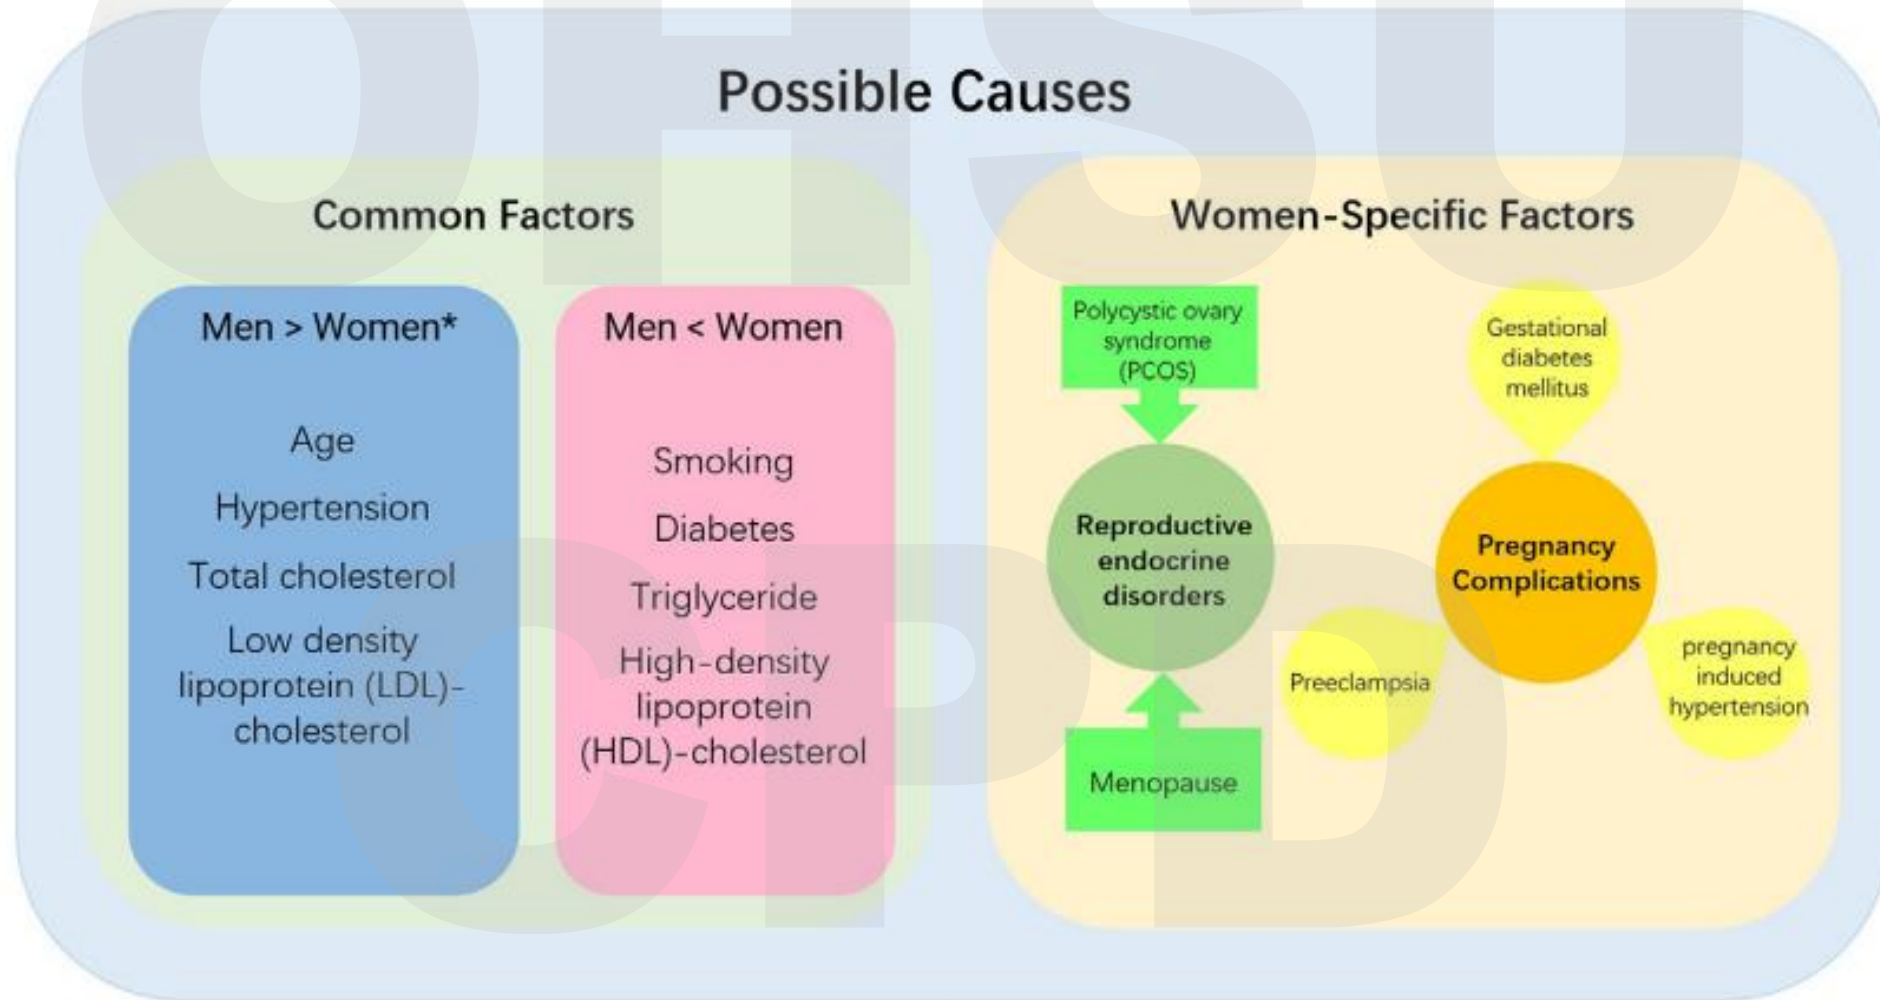 OHSU
CPD
Possible Causes
Common Factors
Men > Women*
Age
Hypertension
Total cholesterol
Low density
lipoprotein (LDL)-
cholesterol
Men < Women
Smoking
Diabetes
Triglyceride
High-density
lipoprotein
(HDL)-cholesterol
Women-Specific Factors
Polycystic ovary
syndrome
(PCOS)
Reproductive
endocrine
disorders
Menopause
Gestational
diabetes
mellitus
Pregnancy
Complications
Preeclampsia
pregnancy
induced
hypertension